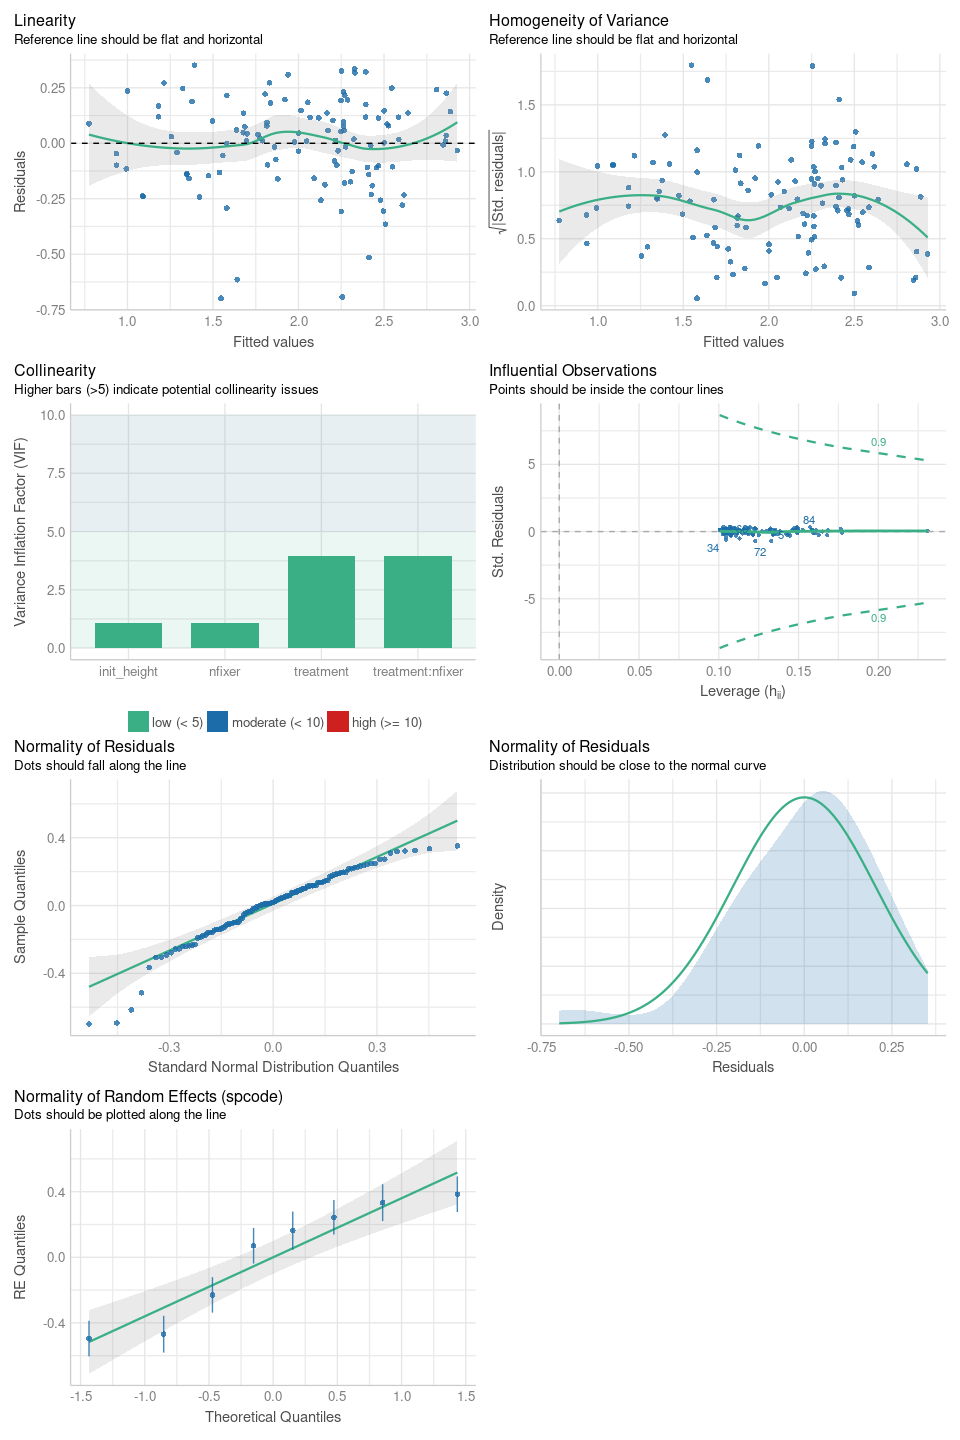 Linearity
Reference line should be flat and horizontal
0.25
0.00
-0.25
-0.50
-0.75
Residuals
1.0
1.5
2.0
2.5
3.0
Fitted values
Homogeneity of Variance
Reference line should be flat and horizontal
1.5
1.0
0.5
0.0
√|Std. residuals|
1.0
1.5
2.0
2.5
3.0
Fitted values
Collinearity
Higher bars (>5) indicate potential collinearity issues
10.0
7.5
5.0
2.5
0.0
Variance Inflation Factor (VIF)
init_height
nfixer
treatment
treatment:nfixer
low (< 5)
moderate (< 10)
high (>= 10)
Influential Observations
Points should be inside the contour lines
5
0
-5
Std. Residuals
0.9
84
34
72
5
0.9
0.00
0.05
0.10
0.15
0.20
Leverage (hii)
Normality of Residuals
Dots should fall along the line
0.4
0.0
-0.4
Sample Quantiles
-0.3
0.0
0.3
Standard Normal Distribution Quantiles
Normality of Residuals
Distribution should be close to the normal curve
Density
-0.75
-0.50
-0.25
0.00
0.25
Residuals
Normality of Random Effects (spcode)
Dots should be plotted along the line
0.4
0.0
-0.4
RE Quantiles
-1.5
-1.0
-0.5
0.0
0.5
1.0
1.5
Theoretical Quantiles